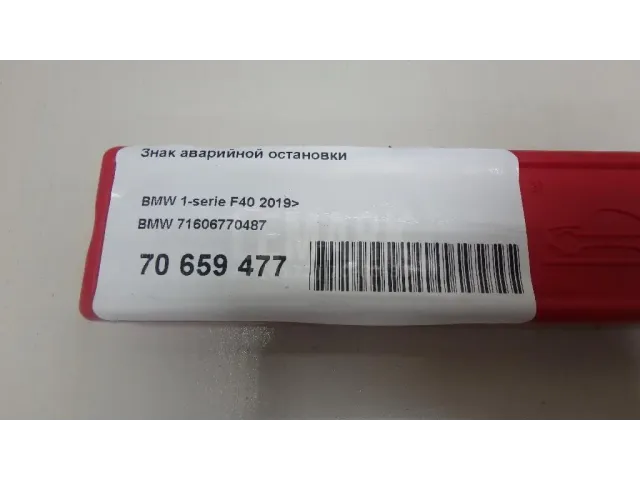 Знак аварийной остановки
BMW 1-serie F40 2019>
BMW 71606770487
70 659 477